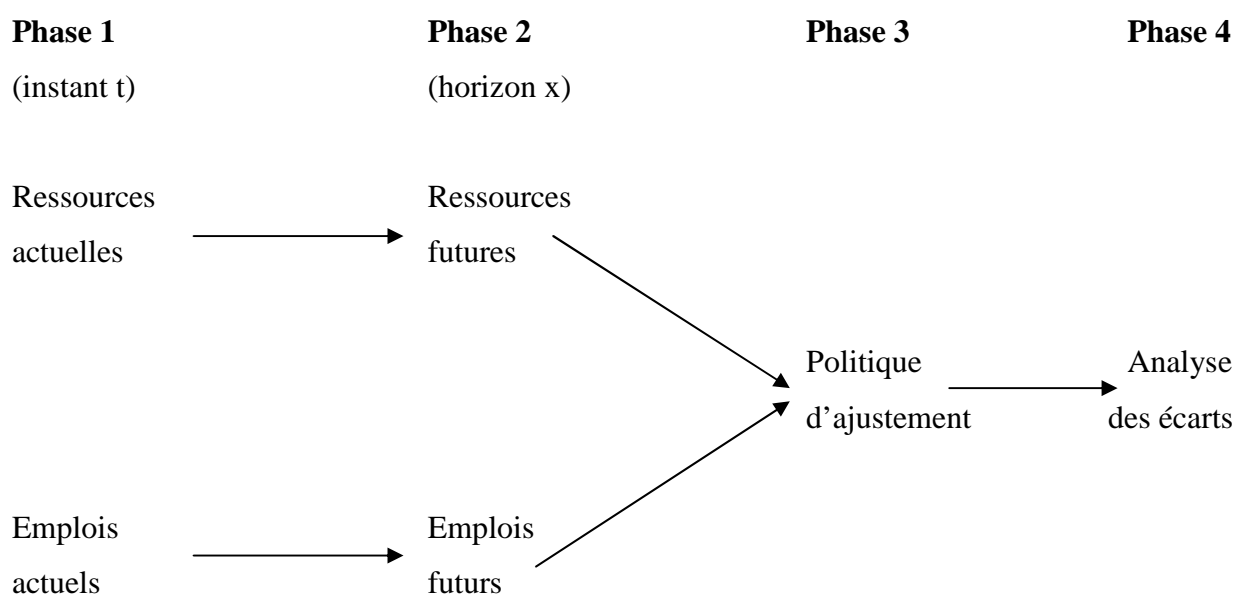 Phase 1 Phase 2 Phase 3 Phase 4
(instant t) (horizon x)
Ressources Ressources
actuelles futures
Politique Analyse
d’ajustement des écarts
Emplois Emplois
actuels futurs